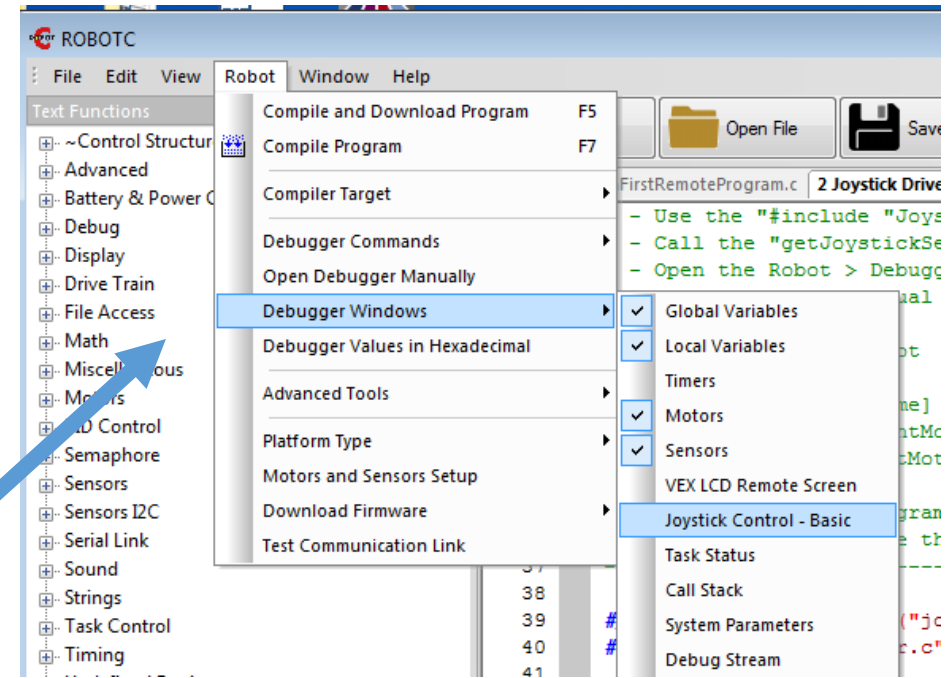 ROBOTC
File Edit View Robot Window Help
Text Functions
~Control Structur
Advanced
Battery & Power
Debug
Display
Drive Train
File Access
Math
Control
Semaphore
Sensors
Sensors I2C
Serial Link
Sound
Strings
Task Control
Timing
Compile and Download Program F5
Compile Program F7
Compiler Target
Debugger Commands
Open Debugger Manually
Debugger Windows
Debugger Values in Hexadecimal
Advanced Tools
Platform Type
Motors and Sensors Setup
Download Firmware
Test Communication Link
Global Variables
Local Variables
Timers
Motors
Sensors
VEX LCD Remote Screen
Joystick Control - Basic
Task Status
Call Stack
System Parameters
Debug Stream
Open File Save
FirstRemoteProgram.c 2 Joystick Drive
- Use the "#include "Joys
- Call the "getJoystickSe
- Open the Robot > Debugg
38
39 # ("jo
40 # r.c"
41